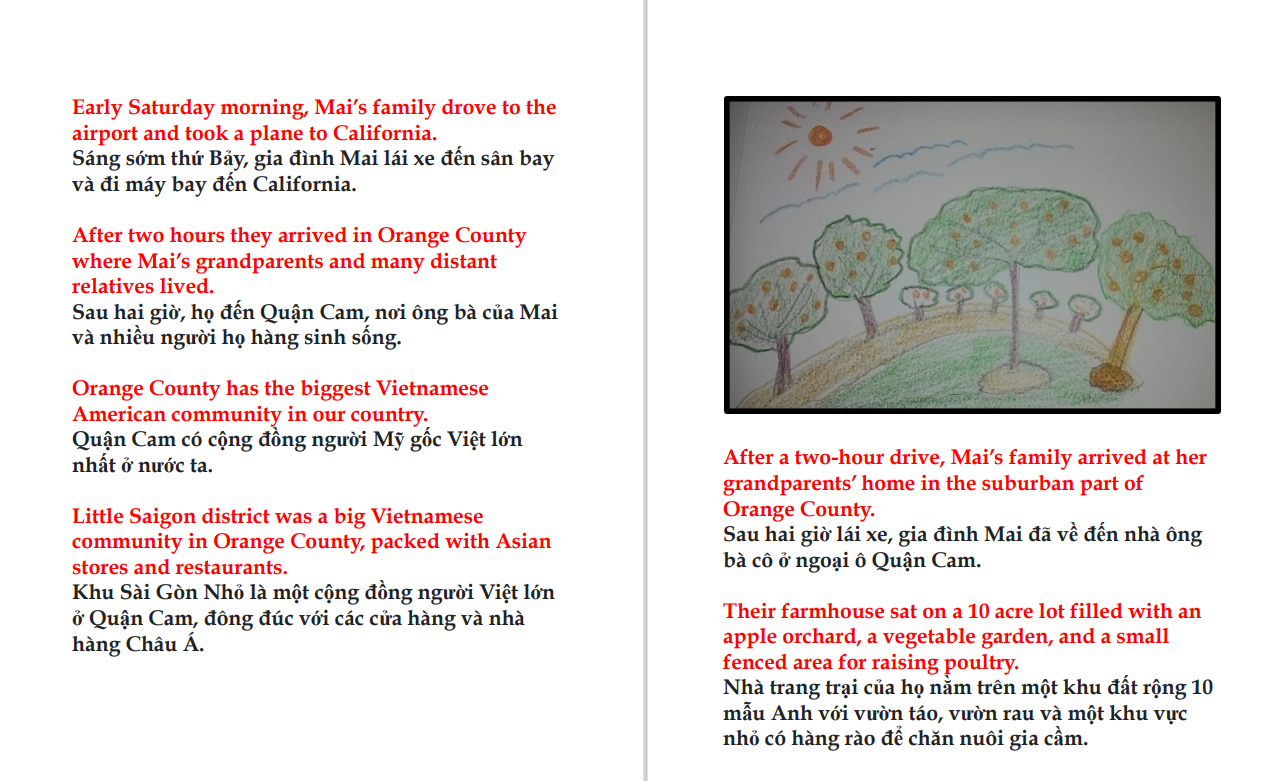 Early Saturday morning, Mai’s family drove to the
airport and took a plane to California.
Sáng sớm thứ Bảy, gia đình Mai lái xe đến sân bay
và đi máy bay đến California.
After two hours they arrived in Orange County
where Mai’s grandparents and many distant
relatives lived.
Sau hai giờ, họ đến Quận Cam, nơi ông bà của Mai
và nhiều người họ hàng sinh sống.
Orange County has the biggest Vietnamese
American community in our country.
Quận Cam có cộng đồng người Mỹ gốc Việt lớn
nhất ở nước ta.
Little Saigon district was a big Vietnamese
community in Orange County, packed with Asian
stores and restaurants.
Khu Sài Gòn Nhỏ là một cộng đồng người Việt lớn
ở Quận Cam, đông đúc với các cửa hàng và nhà
hàng Châu Á.
After a two-hour drive, Mai’s family arrived at her
grandparents’ home in the suburban part of
Orange County.
Sau hai giờ lái xe, gia đình Mai đã về đến nhà ông
bà cô ở ngoại ô Quận Cam.
Their farmhouse sat on a 10 acre lot filled with an
apple orchard, a vegetable garden, and a small
fenced area for raising poultry.
Nhà trang trại của họ nằm trên một khu đất rộng 10
mẫu Anh với vườn táo, vườn rau và một khu vực
nhỏ có hàng rào để chăn nuôi gia cầm.